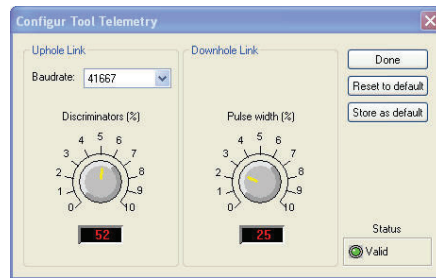 Configur Tool Telemetry
Uphole Link
Downhole Link
Baudrate: 41667
Done
Reset to default
Store as default
Discriminators (%)
Pulse width (%)
0 1 2 3 4 5 6 7 8 9 10
0 1 2 3 4 5 6 7 8 9 10
52
25
Status
Valid